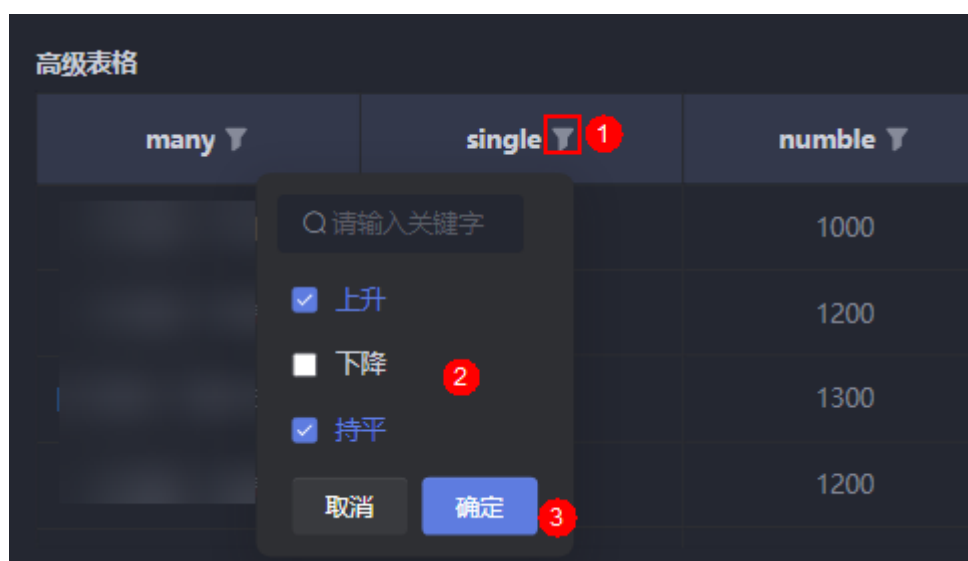 高级表格
many single 1 numble
请输入关键字
1000
上升
1200
下降
2
1300
持平
1200
取消 确定 3